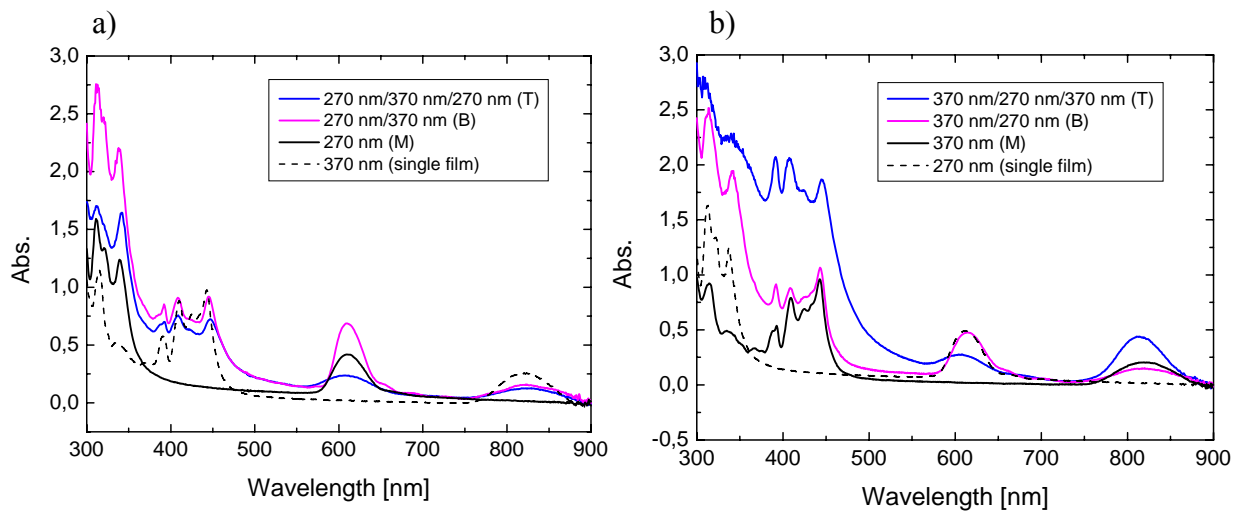 a)
3,0
2,5
2,0
1,5
1,0
0,5
0,0
Abs.
270 nm/370 nm/270 nm (T)
270 nm/370 nm (B)
270 nm (M)
370 nm (single film)
300 400 500 600 700 800 900
Wavelength [nm]
b)
3,0
2,5
2,0
1,5
1,0
0,5
0,0
-0,5
Abs.
370 nm/270 nm/370 nm (T)
370 nm/270 nm (B)
370 nm (M)
270 nm (single film)
300 400 500 600 700 800 900
Wavelength [nm]